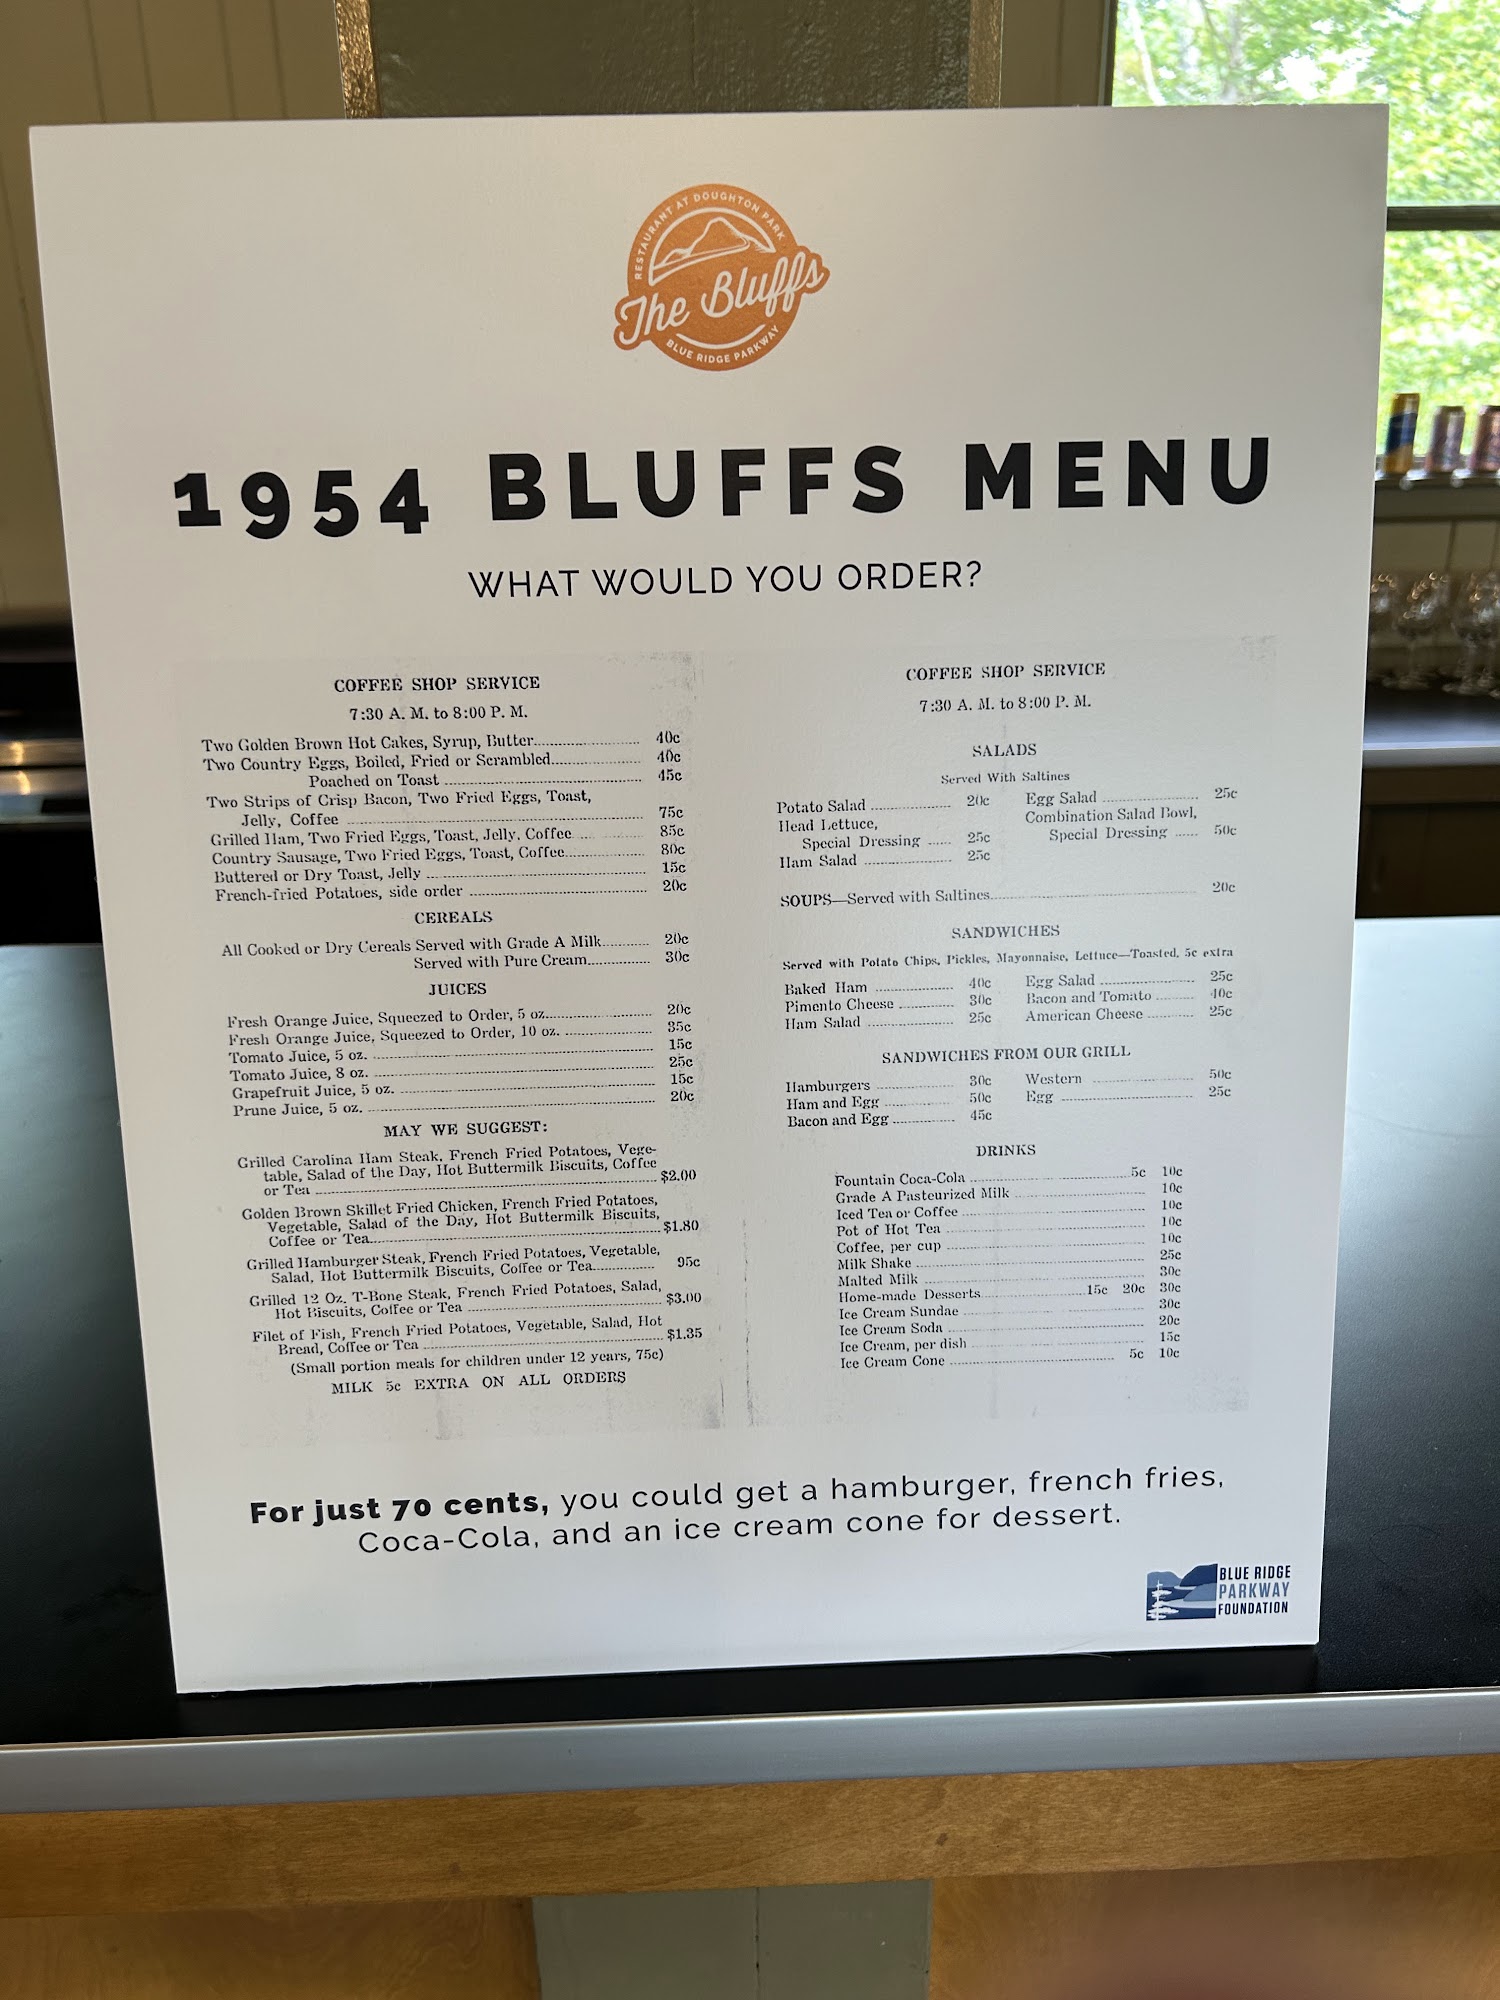 RESTAURANT AT DOUGHTON PARK
The Bluffs
BLUE RIDGE PARKWAY
1954 BLUFFS MENU
WHAT WOULD YOU ORDER?
COFFEE SHOP SERVICE
7:30 A. M. to 8:00 P. M.
Two Golden Brown Hot Cakes, Syrup, Butter 40c
Two Country Eggs, Boiled, Fried or Scrambled 40c
Poached on Toast 45c
Two Strips of Crisp Bacon, Two Fried Eggs, Toast,
Jelly, Coffee 75c
Grilled Ham, Two Fried Eggs, Toast, Jelly, Coffee 85c
Country Sausage, Two Fried Eggs, Toast, Coffee 80c
Buttered or Dry Toast, Jelly 15c
French-fried Potatoes, side order 20c
CEREALS
All Cooked or Dry Cereals Served with Grade A Milk 20c
Served with Pure Cream 30c
JUICES
Fresh Orange Juice, Squeezed to Order, 5 oz. 20c
Fresh Orange Juice, Squeezed to Order, 10 oz. 35c
Tomato Juice, 5 oz. 15c
Tomato Juice, 8 oz. 25c
Grapefruit Juice, 5 oz. 15c
Prune Juice, 5 oz. 20c
MAY WE SUGGEST:
Grilled Carolina Ham Steak, French Fried Potatoes, Vege-
table, Salad of the Day, Hot Buttermilk Biscuits, Coffee
or Tea $2.00
Golden Brown Skillet Fried Chicken, French Fried Potatoes,
Vegetable, Salad of the Day, Hot Buttermilk Biscuits,
Coffee or Tea $1.80
Grilled Hamburger Steak, French Fried Potatoes, Vegetable,
Salad, Hot Buttermilk Biscuits, Coffee or Tea 95c
Grilled 12 Oz. T-Bone Steak, French Fried Potatoes, Salad,
Hot Biscuits, Coffee or Tea $3.00
Filet of Fish, French Fried Potatoes, Vegetable, Salad, Hot
Bread, Coffee or Tea $1.35
(Small portion meals for children under 12 years, 75c)
MILK 5c EXTRA ON ALL ORDERS
COFFEE SHOP SERVICE
7:30 A. M. to 8:00 P. M.
SALADS
Served With Saltines
Potato Salad 20c
Head Lettuce,
Special Dressing 25c
Ham Salad 25c
Egg Salad 25c
Combination Salad Bowl,
Special Dressing 50c
SOUPS—Served with Saltines 20c
SANDWICHES
Served with Potato Chips, Pickles, Mayonnaise, Lettuce—Toasted, 5c extra
Baked Ham 40c
Pimento Cheese 30c
Ham Salad 25c
Egg Salad 25c
Bacon and Tomato 40c
American Cheese 25c
SANDWICHES FROM OUR GRILL
Hamburgers 30c
Ham and Egg 50c
Bacon and Egg 45c
Western 50c
Egg 25c
DRINKS
Fountain Coca-Cola 5c 10c
Grade A Pasteurized Milk 10c
Iced Tea or Coffee 10c
Pot of Hot Tea 10c
Coffee, per cup 10c
Milk Shake 25c
Malted Milk 30c
Home-made Desserts 15c 20c 30c
Ice Cream Sundae 30c
Ice Cream Soda 20c
Ice Cream, per dish 15c
Ice Cream Cone 5c 10c
For just 70 cents, you could get a hamburger, french fries,
Coca-Cola, and an ice cream cone for dessert.
BLUE RIDGE
PARKWAY
FOUNDATION